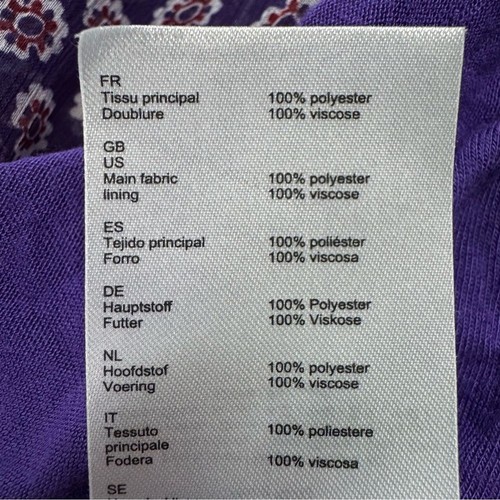 FR
Tissu principal 100% polyester
Doublure 100% viscose
GB
US
Main fabric 100% polyester
lining 100% viscose
ES
Tejido principal 100% poliéster
Forro 100% viscosa
DE
Hauptstoff 100% Polyester
Futter 100% Viskose
NL
Hoofdstof 100% polyester
Voering 100% viscose
IT
Tessuto 100% poliestere
principale
Fodera 100% viscosa
SE